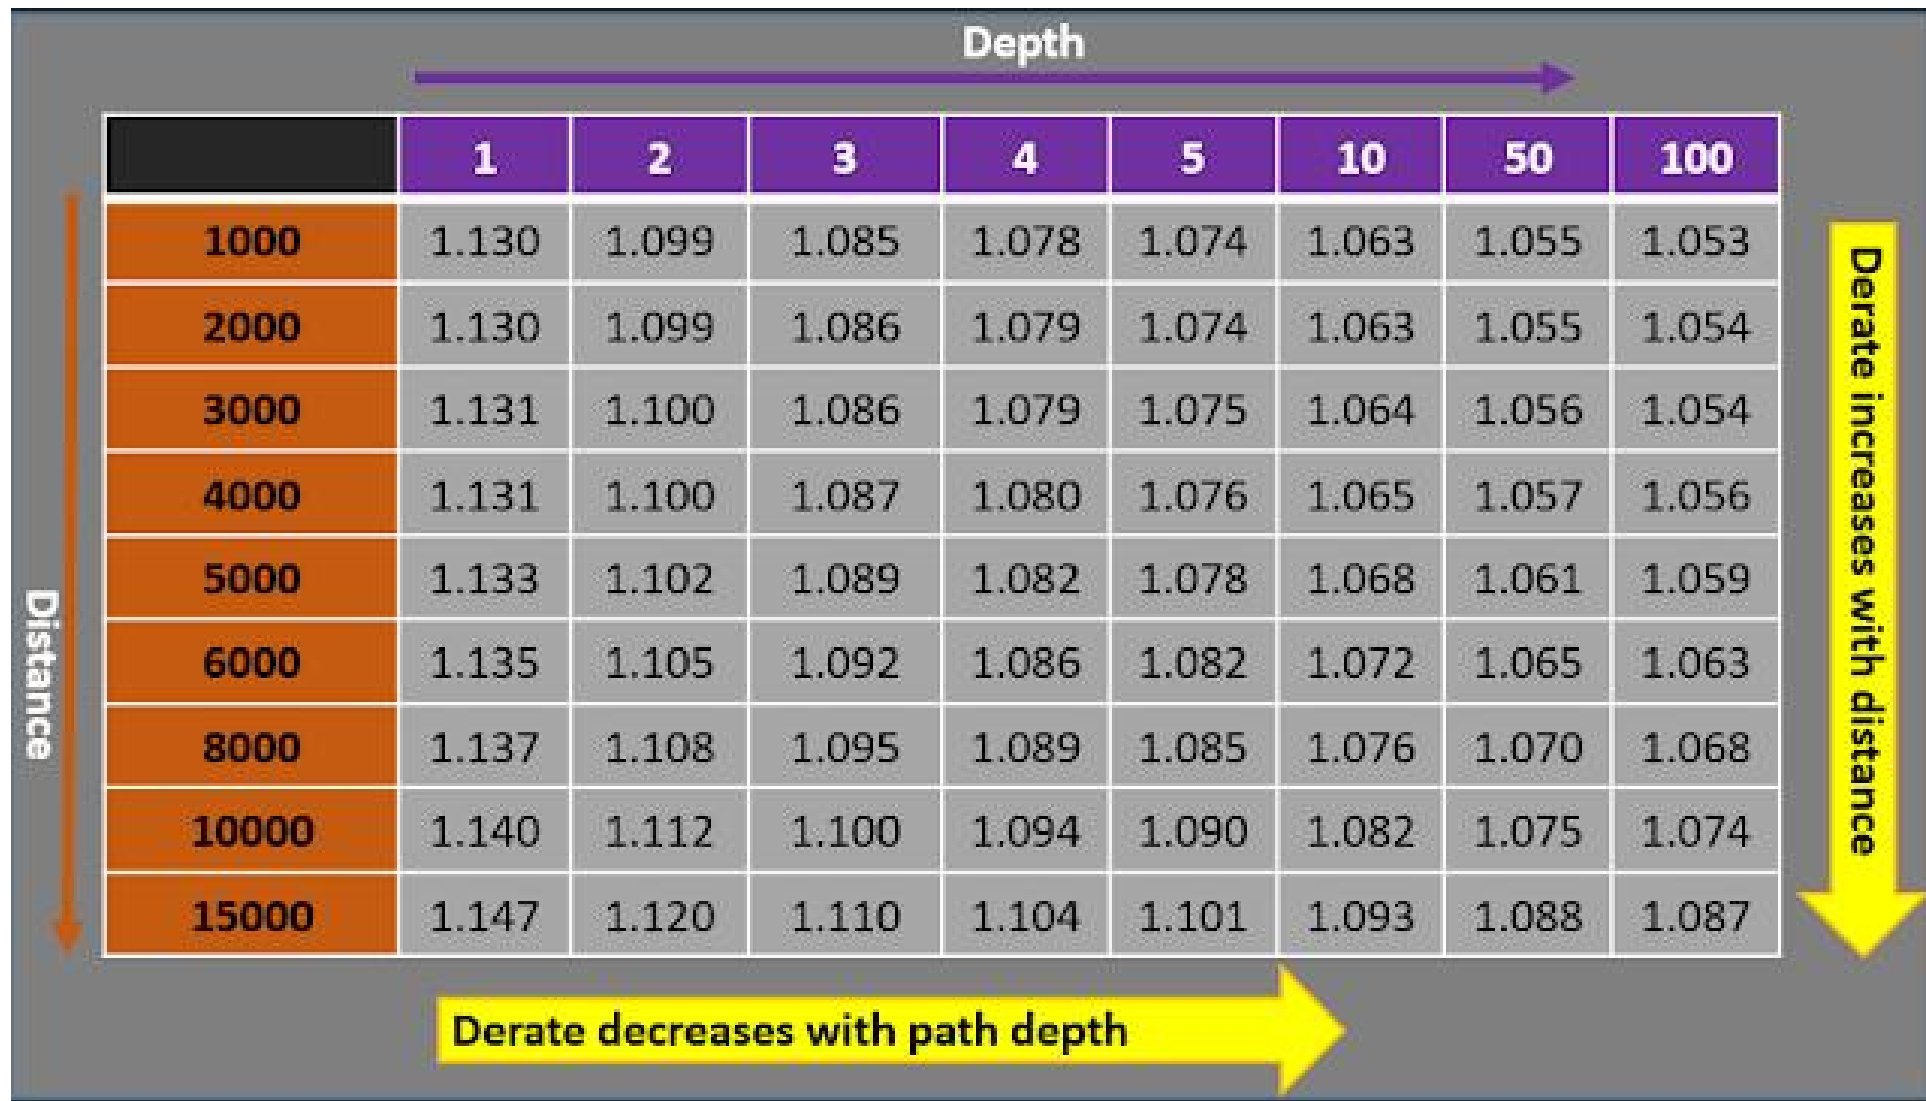 Depth
1 2 3 4 5 10 50 100
1000 1.130 1.099 1.085 1.078 1.074 1.063 1.055 1.053
2000 1.130 1.099 1.086 1.079 1.074 1.063 1.055 1.054
3000 1.131 1.100 1.086 1.079 1.075 1.064 1.056 1.054
4000 1.131 1.100 1.087 1.080 1.076 1.065 1.057 1.056
5000 1.133 1.102 1.089 1.082 1.078 1.068 1.061 1.059
6000 1.135 1.105 1.092 1.086 1.082 1.072 1.065 1.063
8000 1.137 1.108 1.095 1.089 1.085 1.076 1.070 1.068
10000 1.140 1.112 1.100 1.094 1.090 1.082 1.075 1.074
15000 1.147 1.120 1.110 1.104 1.101 1.093 1.088 1.087
Distance
Derate increases with distance
Derate decreases with path depth